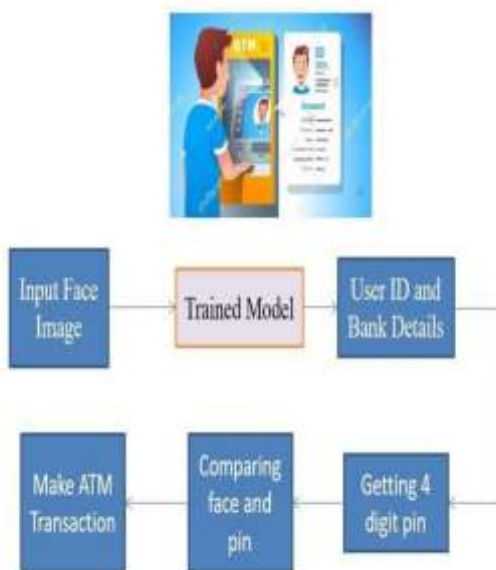 ATM
Input Face
Image
Trained Model
User ID and
Bank Details
Make ATM
Transaction
Comparing
face and
pin
Getting 4
digit pin